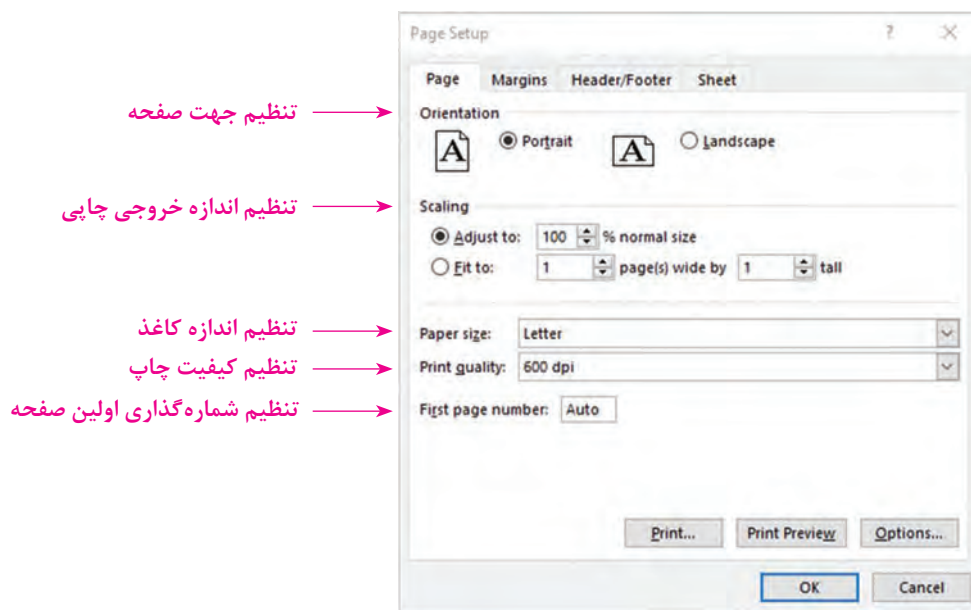 Page Setup
Page Margins Header/Footer Sheet
تنظیم جهت صفحه
Orientation
A Portrait A Landscape
تنظیم اندازه خروجی چاپی
Scaling
Adjust to: 100 % normal size
Fit to: 1 page(s) wide by 1 tall
تنظیم اندازه کاغذ
Paper size: Letter
تنظیم کیفیت چاپ
Print quality: 600 dpi
تنظیم شماره‌گذاری اولین صفحه
First page number: Auto
Print... Print Preview Options...
OK Cancel